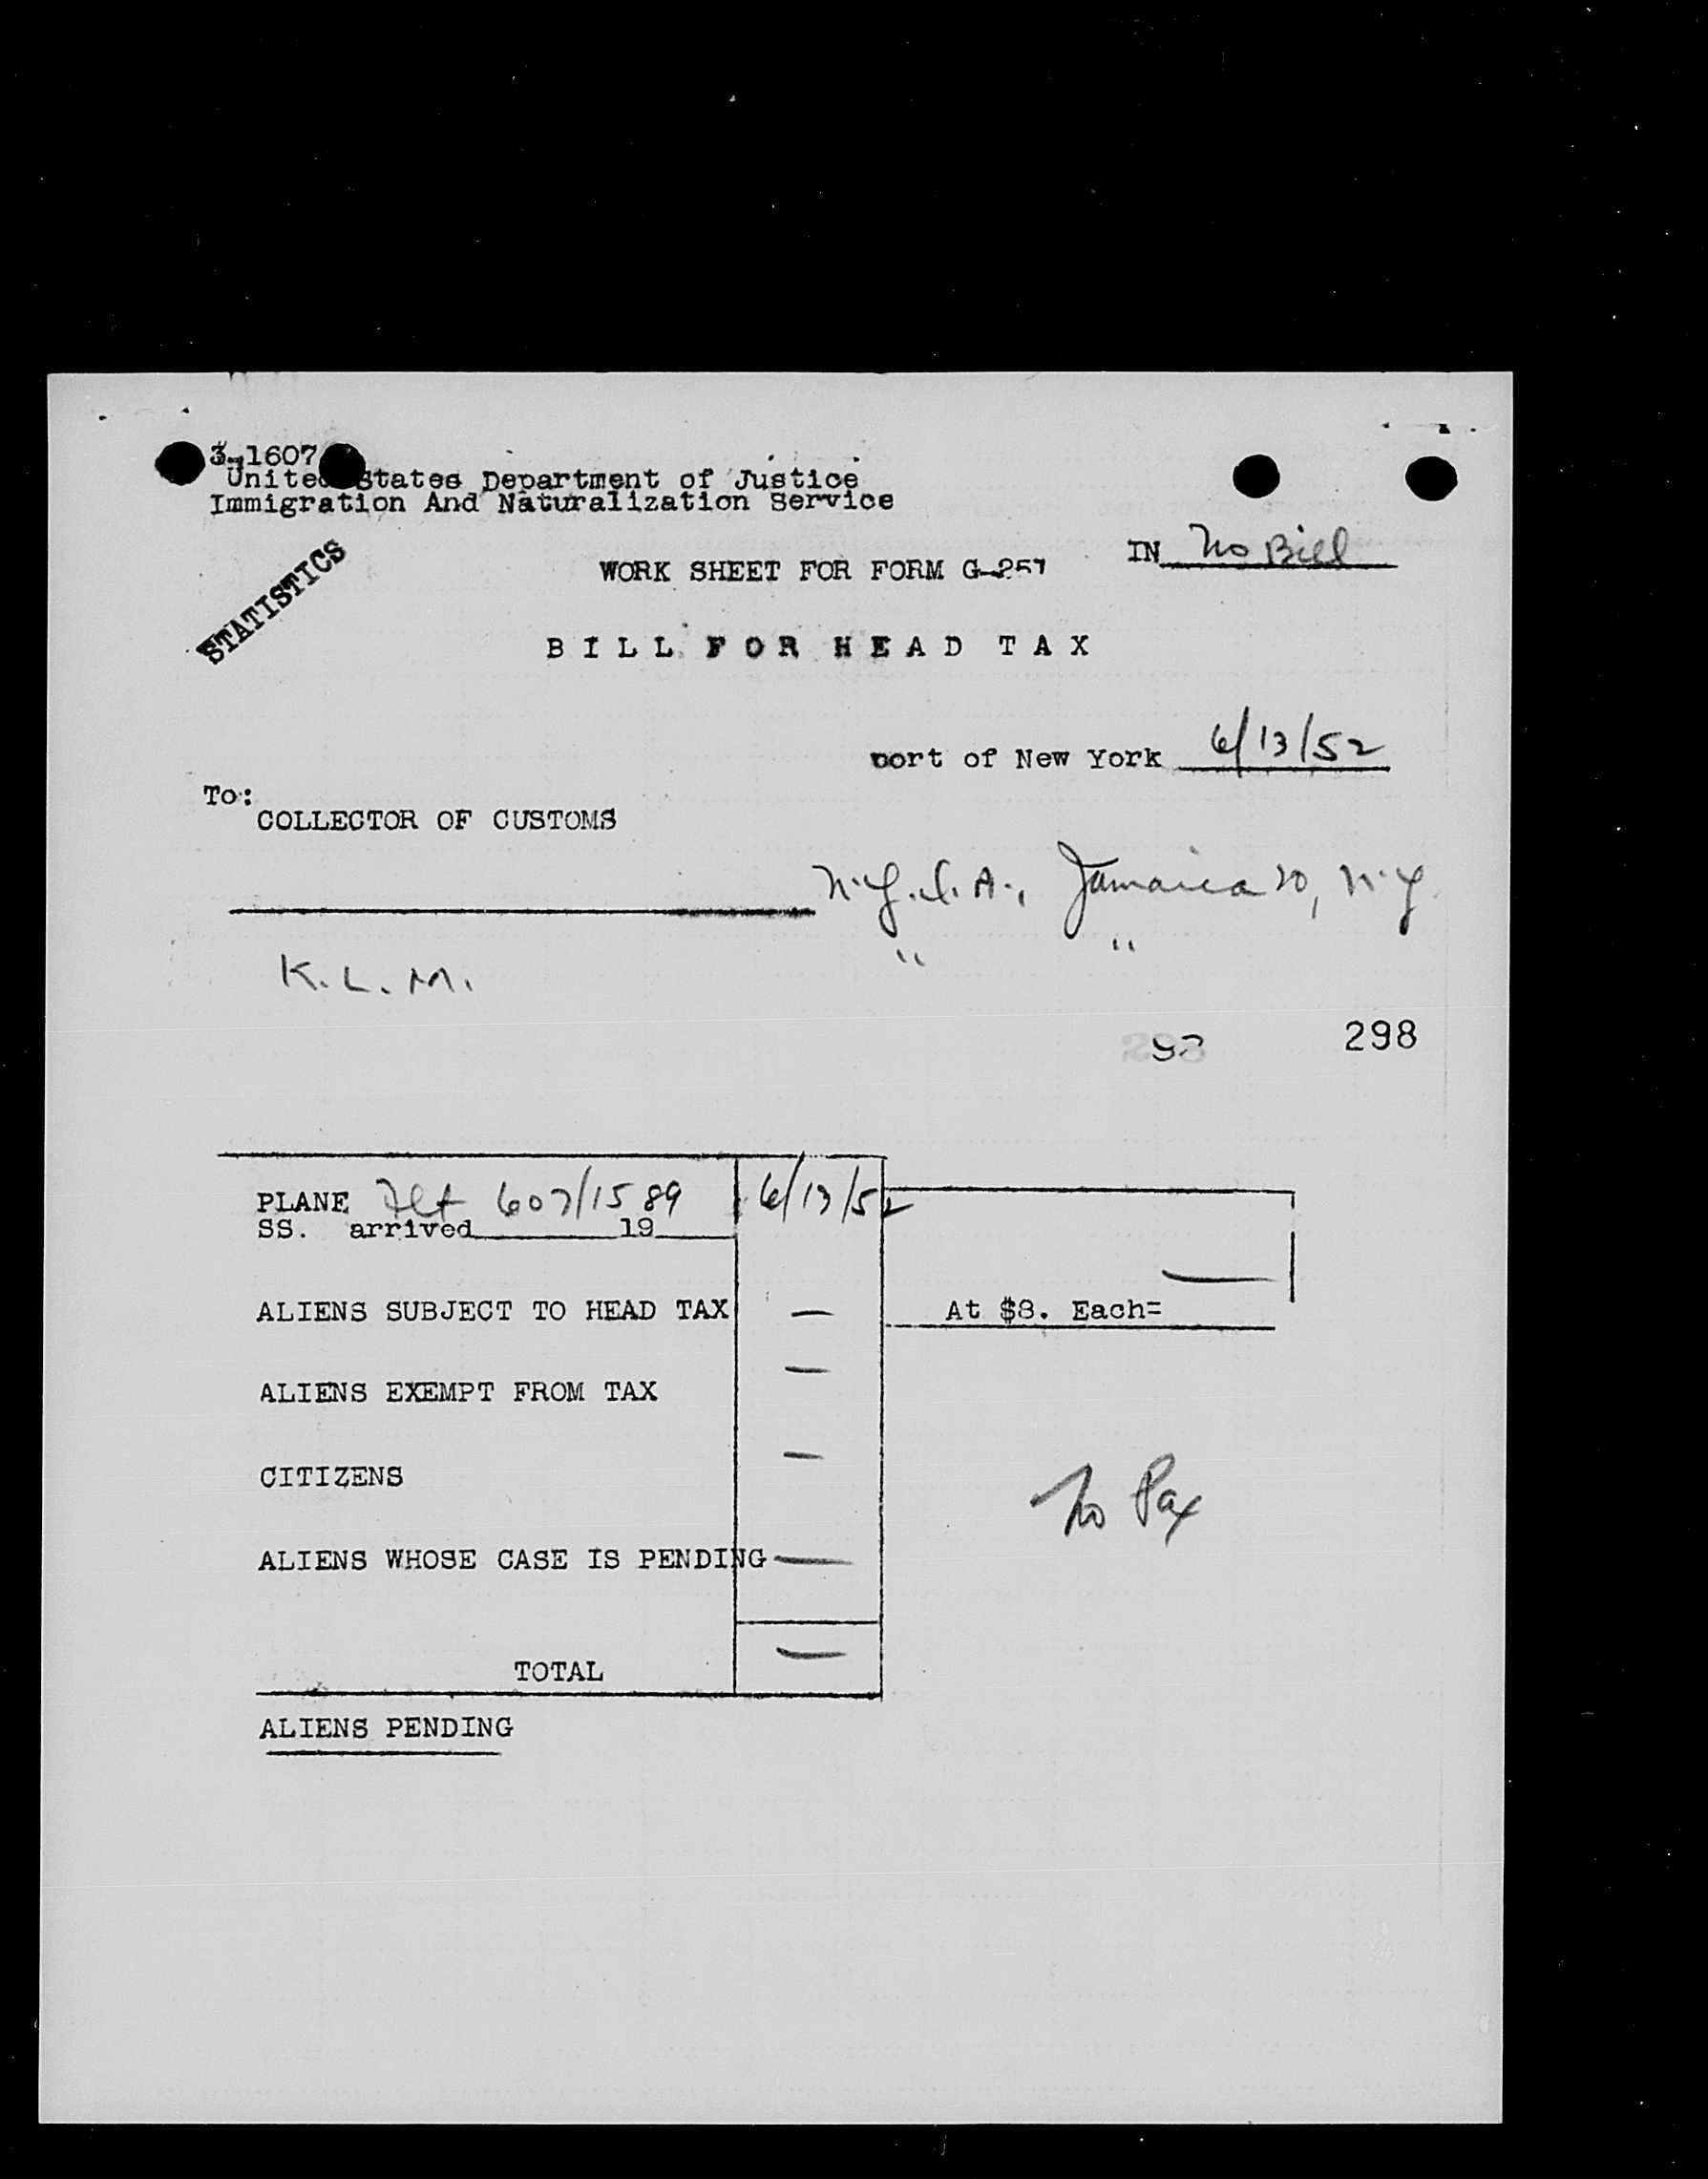 3-1607
United States Department of Justice
Immigration And Naturalization Service
STATISTICS
IN No Bill
WORK SHEET FOR FORM G-257
BILL FOR HEAD TAX
port of New York 6/13/52
To:
COLLECTOR OF CUSTOMS
N.Y.I.A., Jamaica 20, N.Y.
" "
K.L.M.
298
PLANE Flt 607/1589 6/13/52
SS. arrived 19
ALIENS SUBJECT TO HEAD TAX — At $8. Each= —
ALIENS EXEMPT FROM TAX —
CITIZENS —
No Pax
ALIENS WHOSE CASE IS PENDING —
TOTAL —
ALIENS PENDING